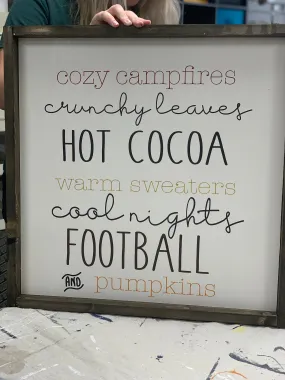 cozy campfires
crunchy leaves
HOT COCOA
warm sweaters
cool nights
FOOTBALL
AND pumpkins